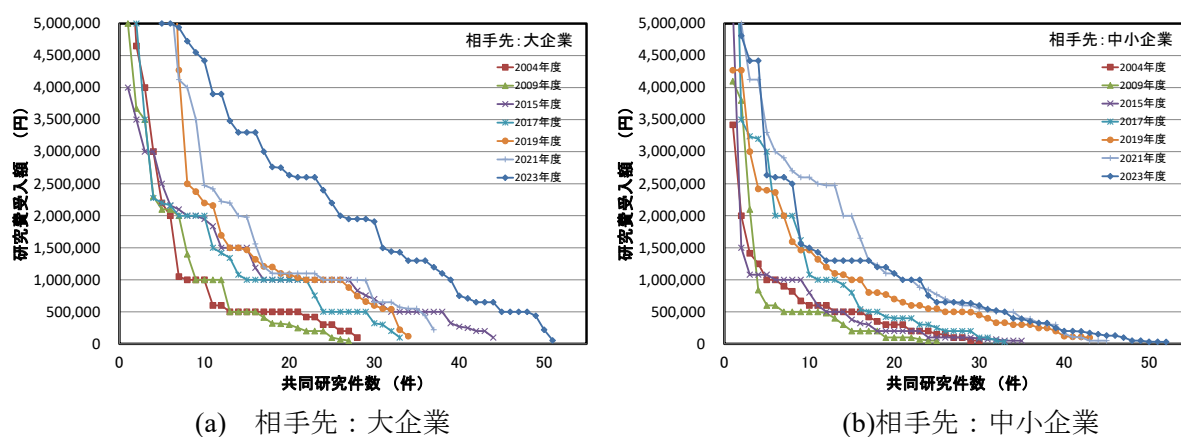 5,000,000
4,500,000
4,000,000
3,500,000
3,000,000
2,500,000
2,000,000
1,500,000
1,000,000
500,000
0
研究費受入額 (円)
0 10 20 30 40 50
共同研究件数 (件)
相手先:大企業
2004年度
2009年度
2015年度
2017年度
2019年度
2021年度
2023年度
(a) 相手先:大企業
5,000,000
4,500,000
4,000,000
3,500,000
3,000,000
2,500,000
2,000,000
1,500,000
1,000,000
500,000
0
研究費受入額 (円)
0 10 20 30 40 50
共同研究件数 (件)
相手先:中小企業
2004年度
2009年度
2015年度
2017年度
2019年度
2021年度
2023年度
(b)相手先:中小企業